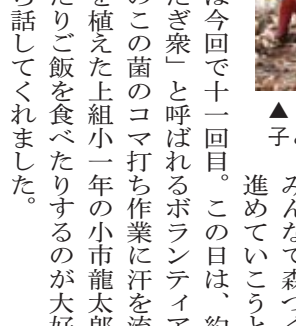 ▲
子
みんなで森づく
進めていこうと
は今回で十一回目。この日は、約
たぎ衆」と呼ばれるボランティア
のこの菌のコマ打ち作業に汗を流
を植えた上組小一年の小市龍太郎
たりご飯を食べたりするのが大好
ら話してくれました。